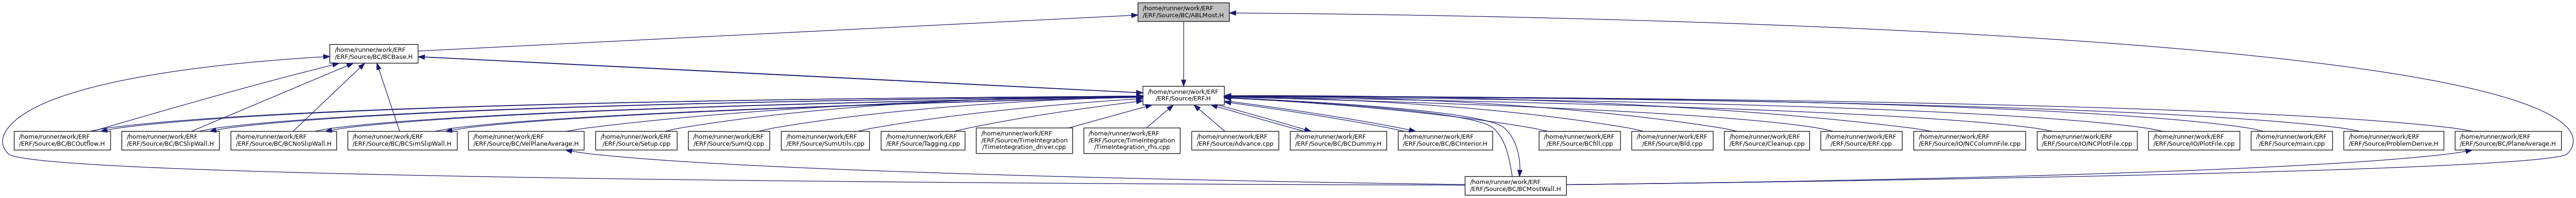 /home/runner/work/ERF
/ERF/Source/BC/ABLMost.H
/home/runner/work/ERF
/ERF/Source/BC/BCBase.H
/home/runner/work/ERF
/ERF/Source/ERF.H
/home/runner/work/ERF
/ERF/Source/BC/BCOutflow.H
/home/runner/work/ERF
/ERF/Source/BC/BCSlipWall.H
/home/runner/work/ERF
/ERF/Source/BC/BCNoSlipWall.H
/home/runner/work/ERF
/ERF/Source/BC/BCSimSlipWall.H
/home/runner/work/ERF
/ERF/Source/BC/VelPlaneAverage.H
/home/runner/work/ERF
/ERF/Source/Setup.cpp
/home/runner/work/ERF
/ERF/Source/SumIQ.cpp
/home/runner/work/ERF
/ERF/Source/SumUtils.cpp
/home/runner/work/ERF
/ERF/Source/Tagging.cpp
/home/runner/work/ERF
/ERF/Source/TimeIntegration
/TimeIntegration_driver.cpp
/home/runner/work/ERF
/ERF/Source/TimeIntegration
/TimeIntegration_rhs.cpp
/home/runner/work/ERF
/ERF/Source/Advance.cpp
/home/runner/work/ERF
/ERF/Source/BC/BCDummy.H
/home/runner/work/ERF
/ERF/Source/BC/BCInterior.H
/home/runner/work/ERF
/ERF/Source/BCfill.cpp
/home/runner/work/ERF
/ERF/Source/Bld.cpp
/home/runner/work/ERF
/ERF/Source/Cleanup.cpp
/home/runner/work/ERF
/ERF/Source/ERF.cpp
/home/runner/work/ERF
/ERF/Source/IO/NCColumnFile.cpp
/home/runner/work/ERF
/ERF/Source/IO/NCPlotFile.cpp
/home/runner/work/ERF
/ERF/Source/IO/PlotFile.cpp
/home/runner/work/ERF
/ERF/Source/main.cpp
/home/runner/work/ERF
/ERF/Source/ProblemDerive.H
/home/runner/work/ERF
/ERF/Source/BC/PlaneAverage.H
/home/runner/work/ERF
/ERF/Source/BC/BCMostWall.H